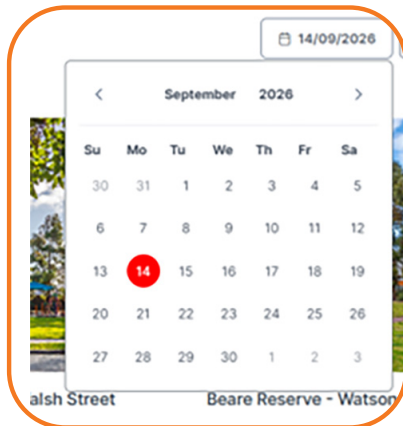 14/09/2026
September 2026
Su Mo Tu We Th Fr Sa
30 31 1 2 3 4 5
6 7 8 9 10 11 12
13 14 15 16 17 18 19
20 21 22 23 24 25 26
27 28 29 30 1 2 3
alsh Street Beare Reserve - Watson